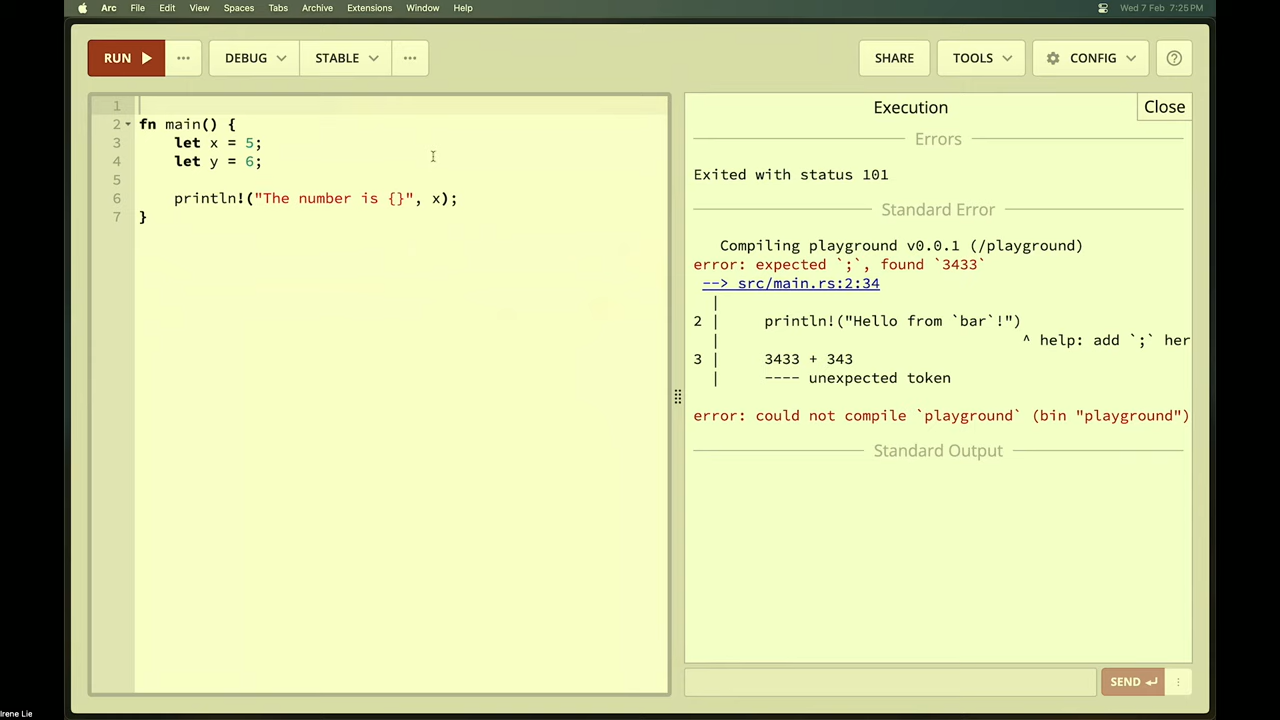 Arc File Edit View Spaces Tabs Archive Extensions Window Help Wed 7 Feb 7:25 PM
RUN ··· DEBUG STABLE ··· SHARE TOOLS CONFIG ?
1
2 fn main() {
3     let x = 5;
4     let y = 6;
5
6     println!("The number is {}", x);
7 }
Execution Close
Errors
Exited with status 101
Standard Error
   Compiling playground v0.0.1 (/playground)
error: expected `;`, found `3433`
 --> src/main.rs:2:34
  |
2 |     println!("Hello from `bar`!")
  |                                  ^ help: add `;` her
3 |     3433 + 343
  |     ---- unexpected token
error: could not compile `playground` (bin "playground")
Standard Output
SEND
Irene Lie